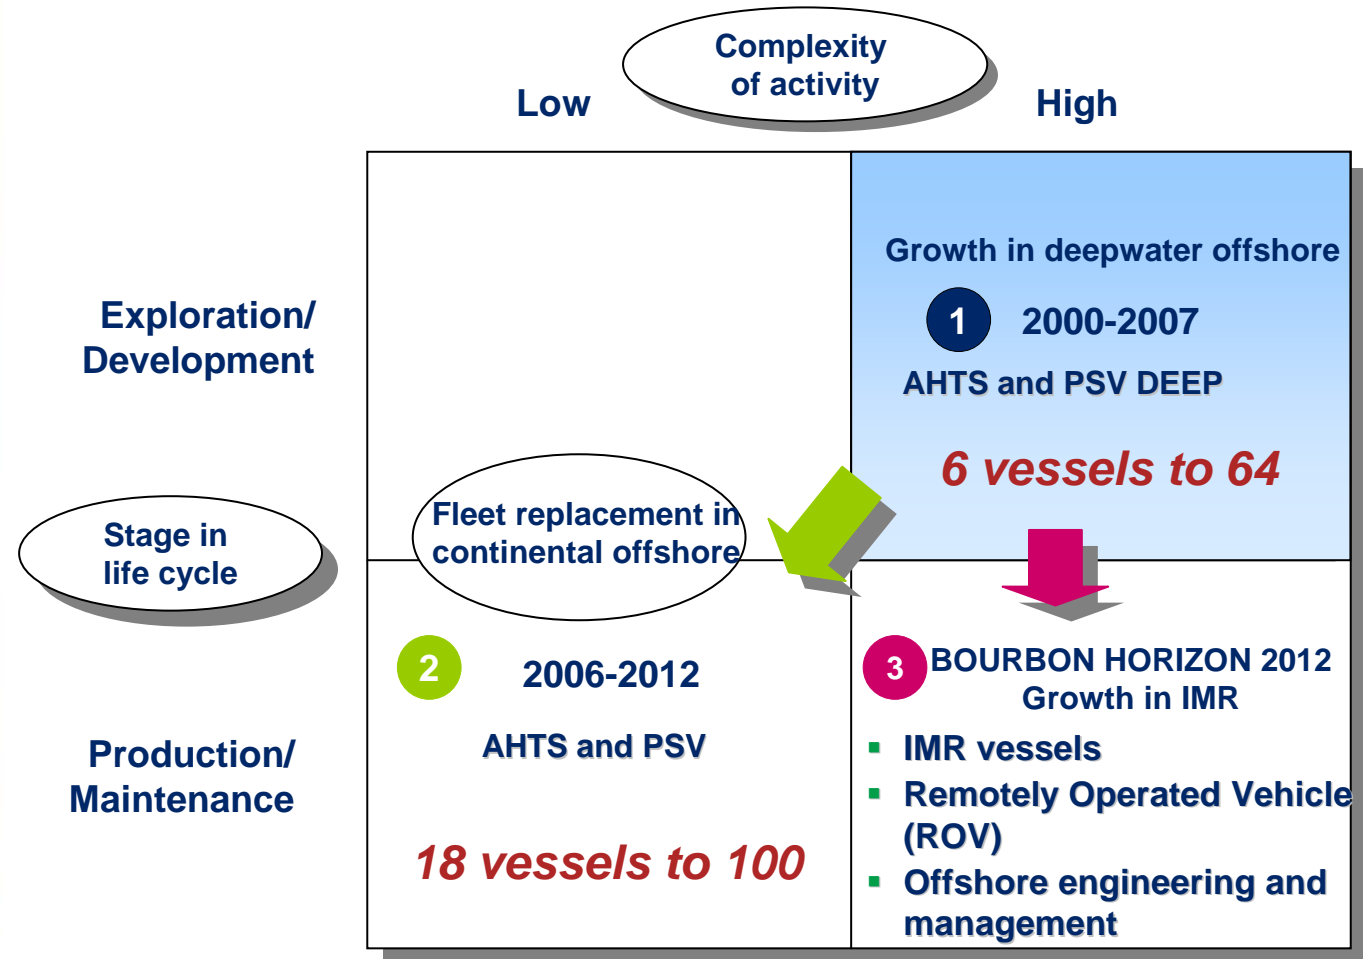 Complexity
of activity
Low
High
Growth in deepwater offshore
1
2000-2007
AHTS and PSV DEEP
6 vessels to 64
Exploration/
Development
Stage in
life cycle
Fleet replacement in
continental offshore
2
2006-2012
AHTS and PSV
18 vessels to 100
Production/
Maintenance
3
BOURBON HORIZON 2012
Growth in IMR
▪ IMR vessels
▪ Remotely Operated Vehicle
(ROV)
▪ Offshore engineering and
management